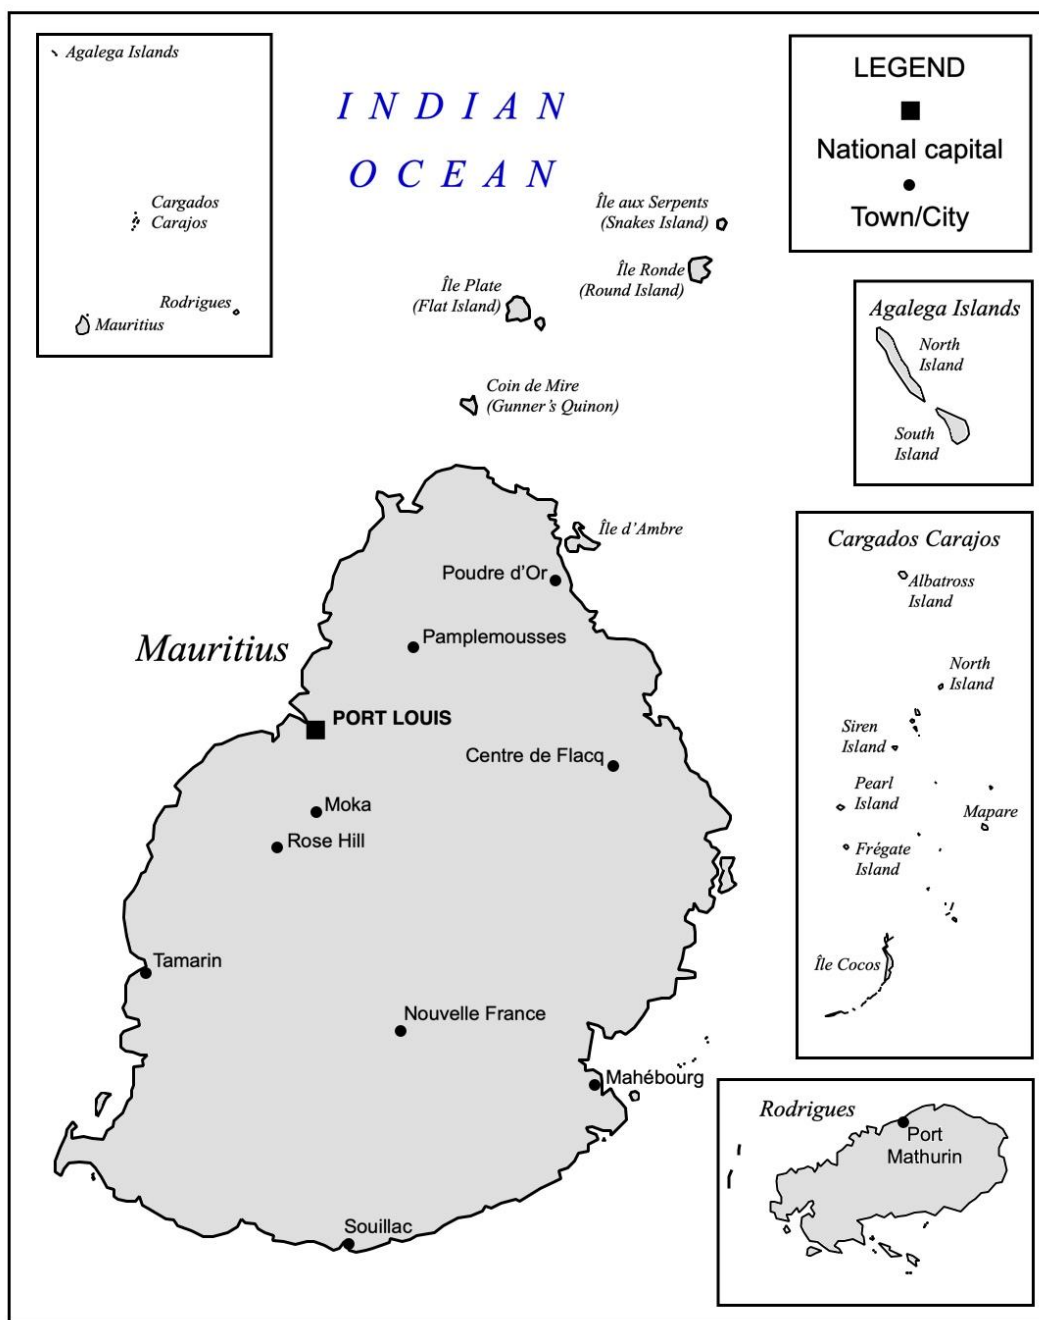 Agalega Islands
Cargados
Carajos
Rodrigues
Mauritius
INDIAN
OCEAN
Île aux Serpents
(Snakes Island)
Île Ronde
(Round Island)
Île Plate
(Flat Island)
Coin de Mire
(Gunner's Quinon)
LEGEND
National capital
Town/City
Agalega Islands
North
Island
South
Island
Île d'Ambre
Poudre d'Or
Pamplemousses
Mauritius
PORT LOUIS
Centre de Flacq
Moka
Rose Hill
Tamarin
Nouvelle France
Mahébourg
Souillac
Cargados Carajos
Albatross
Island
North
Island
Siren
Island
Pearl
Island
Mapare
Frégate
Island
Île Cocos
Rodrigues
Port
Mathurin